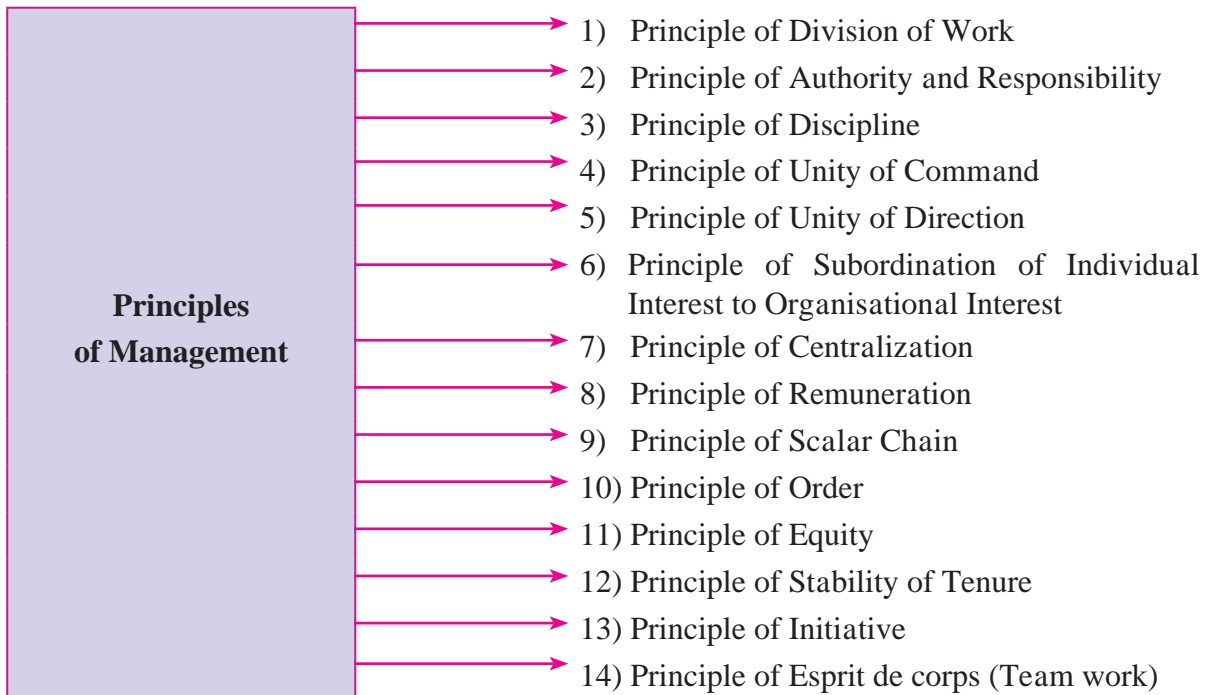 Principles
of Management
1) Principle of Division of Work
2) Principle of Authority and Responsibility
3) Principle of Discipline
4) Principle of Unity of Command
5) Principle of Unity of Direction
6) Principle of Subordination of Individual
Interest to Organisational Interest
7) Principle of Centralization
8) Principle of Remuneration
9) Principle of Scalar Chain
10) Principle of Order
11) Principle of Equity
12) Principle of Stability of Tenure
13) Principle of Initiative
14) Principle of Esprit de corps (Team work)